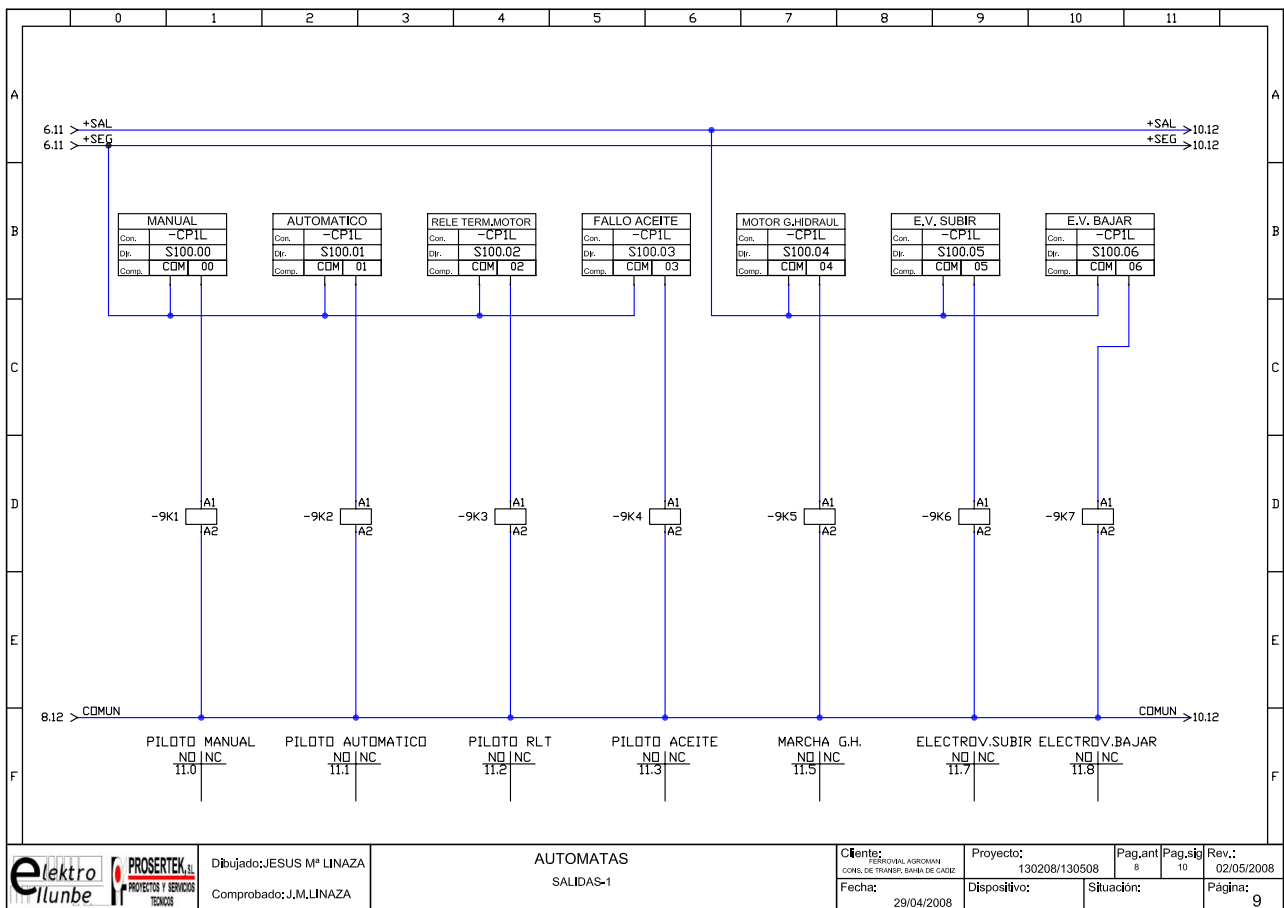 0 1 2 3 4 5 6 7 8 9 10 11
A A
6.11 +SAL +SAL 10.12
6.11 +SEG +SEG 10.12
B B
MANUAL
Con. -CP1L
Dir. S100.00
Comp. COM 00
AUTOMATICO
Con. -CP1L
Dir. S100.01
Comp. COM 01
RELE TERM.MOTOR
Con. -CP1L
Dir. S100.02
Comp. COM 02
FALLO ACEITE
Con. -CP1L
Dir. S100.03
Comp. COM 03
MOTOR G.HIDRAUL
Con. -CP1L
Dir. S100.04
Comp. COM 04
E.V. SUBIR
Con. -CP1L
Dir. S100.05
Comp. COM 05
E.V. BAJAR
Con. -CP1L
Dir. S100.06
Comp. COM 06
C C
D D
-9K1 A1 A2
-9K2 A1 A2
-9K3 A1 A2
-9K4 A1 A2
-9K5 A1 A2
-9K6 A1 A2
-9K7 A1 A2
E E
8.12 COMUN COMUN 10.12
F F
PILOTO MANUAL
NO NC
11.0
PILOTO AUTOMATICO
NO NC
11.1
PILOTO RLT
NO NC
11.2
PILOTO ACEITE
NO NC
11.3
MARCHA G.H.
NO NC
11.5
ELECTROV.SUBIR
NO NC
11.7
ELECTROV.BAJAR
NO NC
11.8
elektro
Ilunbe
PROSERTEK, S.L
PROYECTOS Y SERVICIOS
TECNICOS
Dibujado: JESUS Mª LINAZA
Comprobado: J.M.LINAZA
AUTOMATAS
SALIDAS-1
Cliente:
FERROVIAL AGROMAN
CONS. DE TRANSP. BAHIA DE CADIZ
Fecha:
29/04/2008
Proyecto:
130208/130508
Dispositivo:
Pag.ant
8
Pag.sig
10
Situación:
Rev.:
02/05/2008
Página:
9